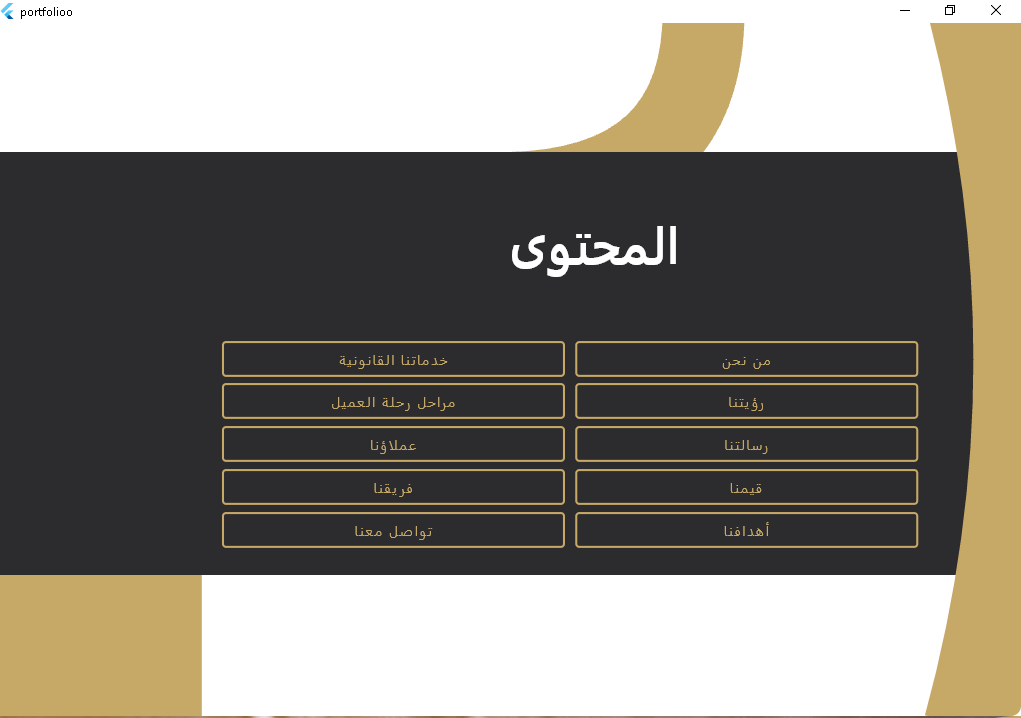 portfolioo
المحتوى
من نحن
خدماتنا القانونية
رؤيتنا
مراحل رحلة العميل
رسالتنا
عملاؤنا
قيمنا
فريقنا
أهدافنا
تواصل معنا